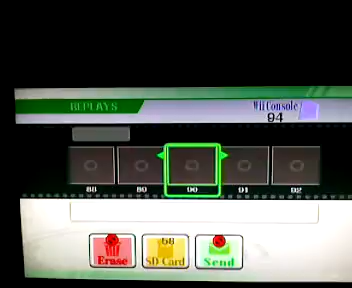 REPLAYS
Wii Console
94
88 89 90 91 92
68
Erase SD Card Send